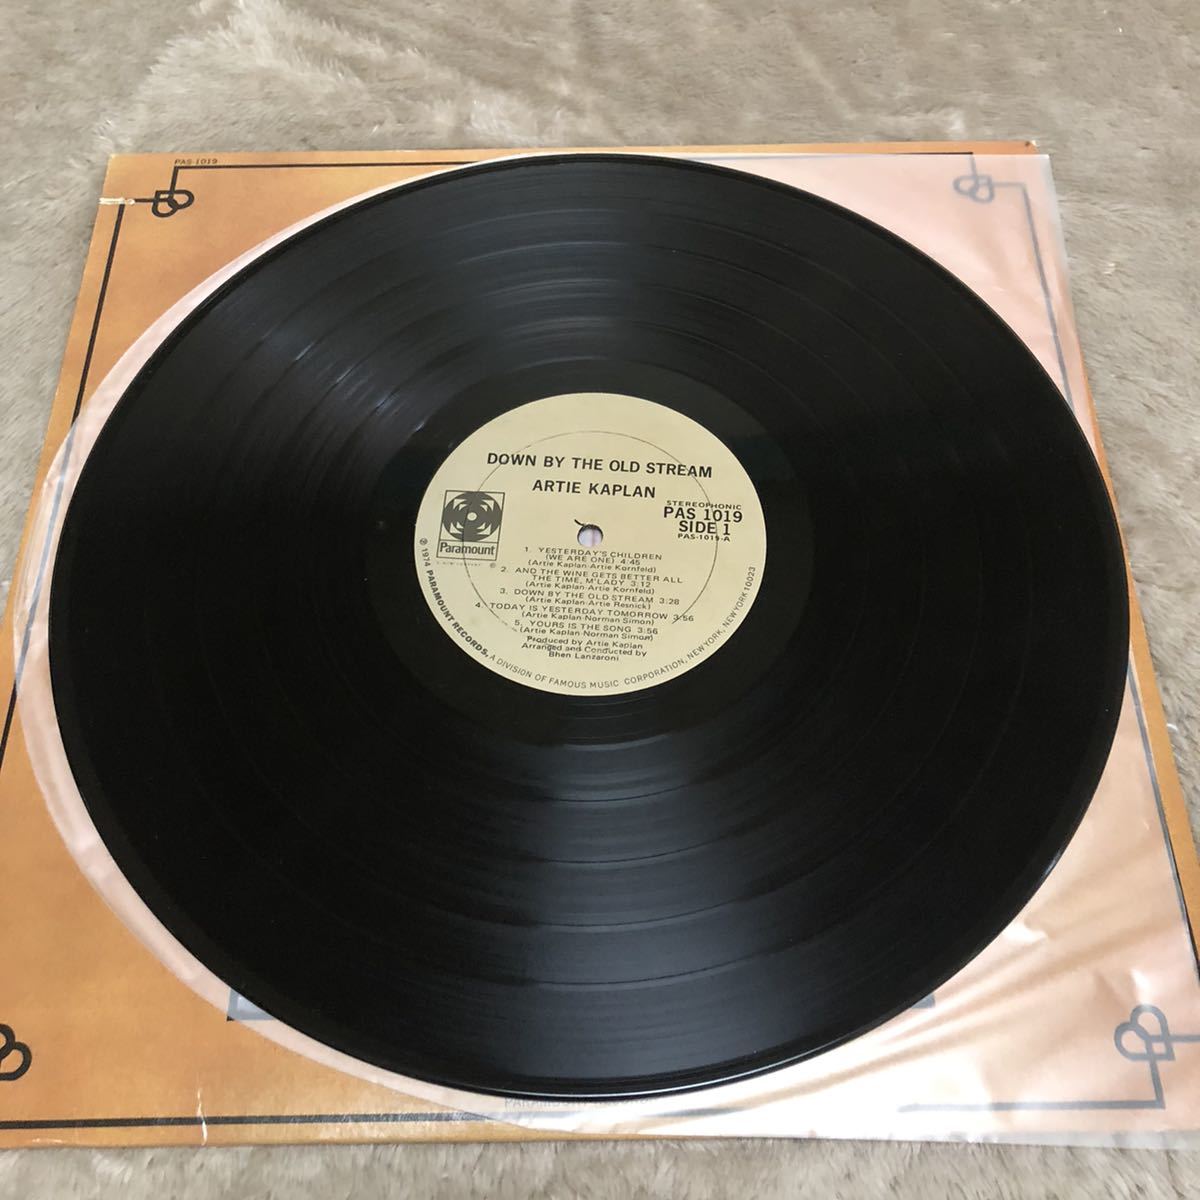 PAS-1019
DOWN BY THE OLD STREAM
ARTIE KAPLAN
STEREOPHONIC
PAS 1019
SIDE 1
PAS-1019-A
Paramount
1. YESTERDAY'S CHILDREN
(WE ARE ONE) 4:45
(Artie Kaplan-Artie Kornfeld)
2. AND THE WINE GETS BETTER ALL
THE TIME, M'LADY 3:12
(Artie Kaplan-Artie Kornfeld)
3. DOWN BY THE OLD STREAM 3:28
(Artie Kaplan-Artie Resnick)
4. TODAY IS YESTERDAY TOMORROW 3:56
(Artie Kaplan-Norman Simon)
5. YOURS IS THE SONG 3:56
(Artie Kaplan-Norman Simon)
Produced by Artie Kaplan
Arranged and Conducted by
Bhen Lanzaroni
℗ 1974 PARAMOUNT RECORDS, A DIVISION OF FAMOUS MUSIC CORPORATION, NEW YORK, NEW YORK 10023